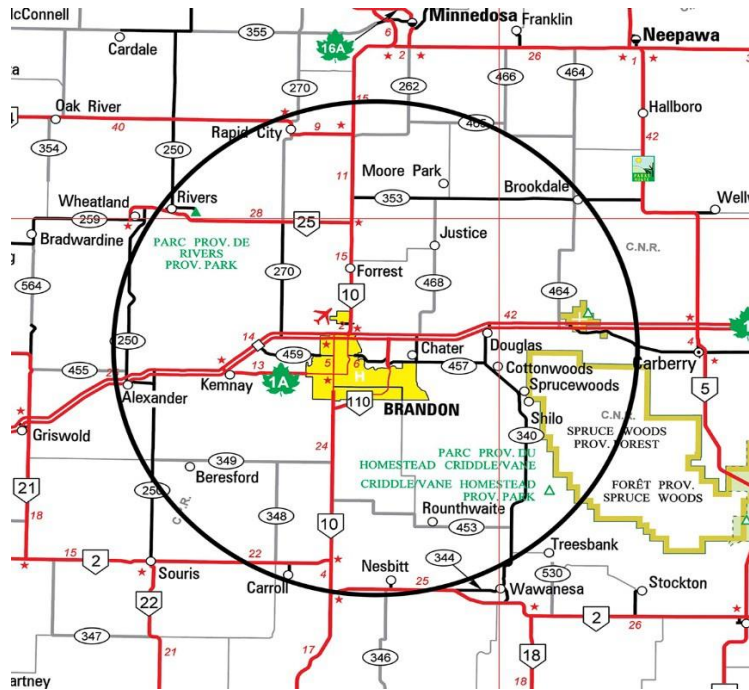 McConnell
Cardale
355
16A
6
Minnedosa
Franklin
Neepawa
2
26
1
270
15
262
466
464
Oak River
40
Rapid City
9
465
Hallboro
42
354
250
11
Moore Park
353
Brookdale
Wheatland
Rivers
259
28
25
Bradwardine
PARC PROV. DE
RIVERS
PROV. PARK
Justice
C.N.R.
564
270
15
Forrest
468
10
464
42
250
14
2
Douglas
4
459
5
6
Chater
457
Cottonwoods
Carberry
455
2
13
Kemnay
1A
H
Sprucewoods
5
Alexander
110
BRANDON
Shilo
C.N.R.
Griswold
24
340
SPRUCE WOODS
PROV. FOREST
PARC PROV. DU
HOMESTEAD CRIDDLE/VANE
349
Beresford
CRIDDLE/VANE HOMESTEAD
PROV. PARK
FORÊT PROV.
SPRUCE WOODS
21
250
18
C.N.R.
348
10
Rounthwaite
453
15
2
22
344
Treesbank
Souris
Carroll
4
Nesbitt
25
Wawanesa
530
Stockton
22
2
26
347
21
17
346
18
18
artney